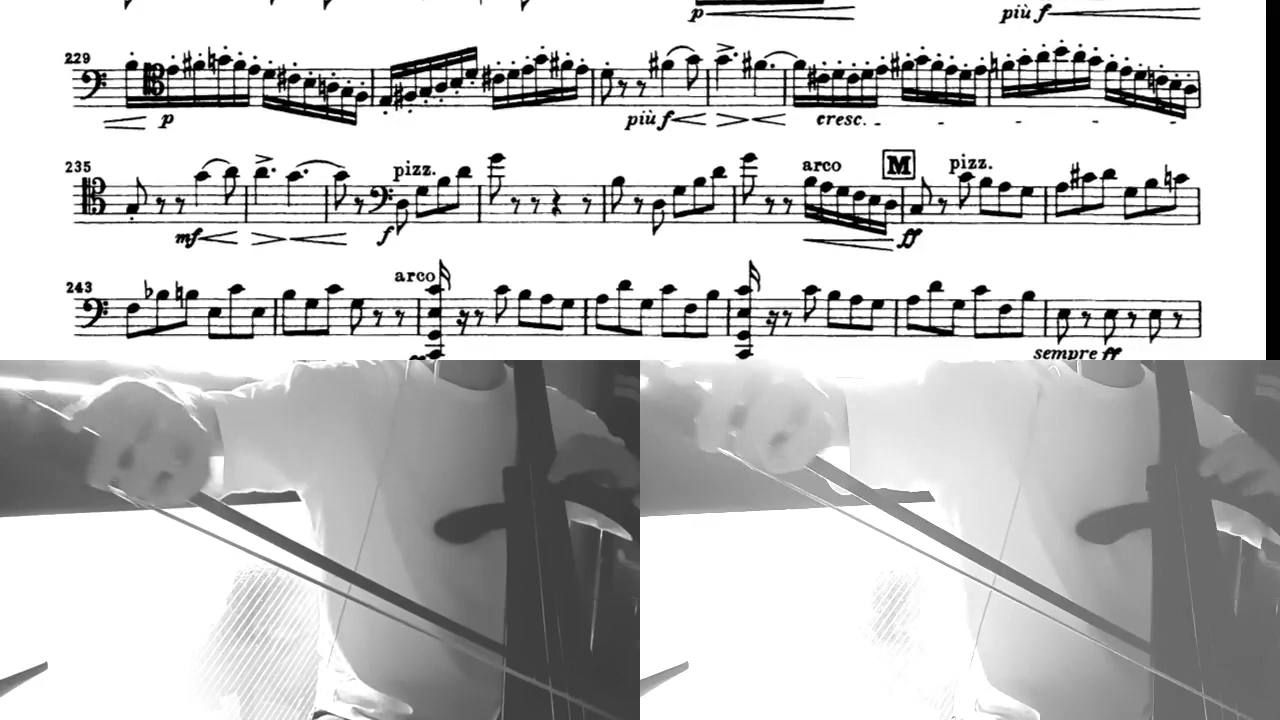 p più f
229
p più f cresc. - - - -
235 pizz. arco M pizz.
mf f ff
243 arco
sempre ff